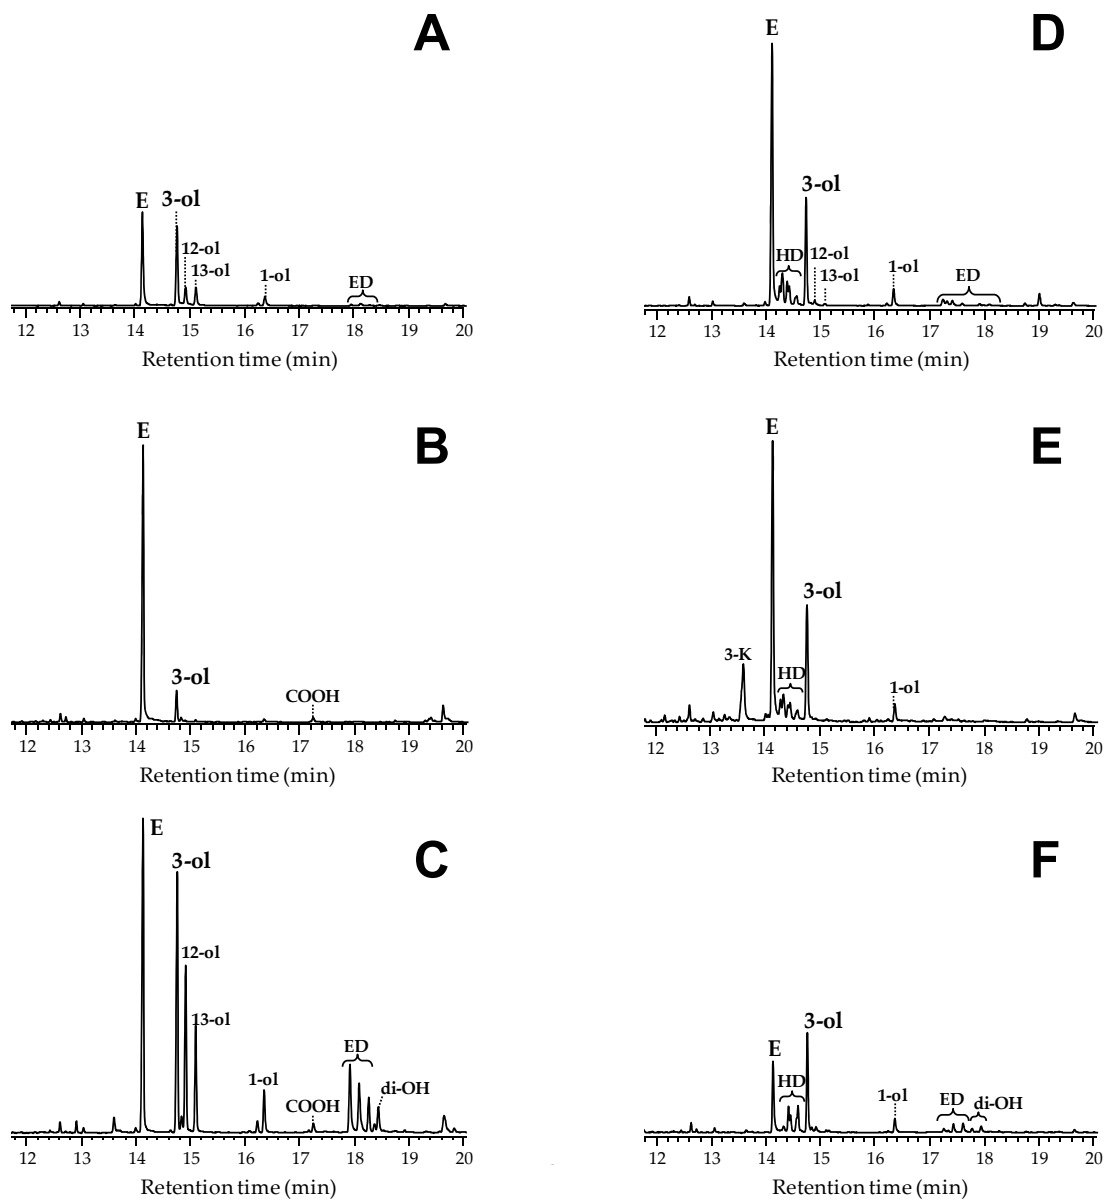 A
E
3-ol
12-ol
13-ol
1-ol
ED
12 13 14 15 16 17 18 19 20
Retention time (min)
D
E
3-ol
HD
12-ol
13-ol
1-ol
ED
12 13 14 15 16 17 18 19 20
Retention time (min)
B
E
3-ol
COOH
12 13 14 15 16 17 18 19 20
Retention time (min)
E
E
3-ol
3-K
HD
1-ol
12 13 14 15 16 17 18 19 20
Retention time (min)
C
E
3-ol
12-ol
13-ol
1-ol
COOH
ED
di-OH
12 13 14 15 16 17 18 19 20
Retention time (min)
F
3-ol
E
HD
1-ol
ED
di-OH
12 13 14 15 16 17 18 19 20
Retention time (min)